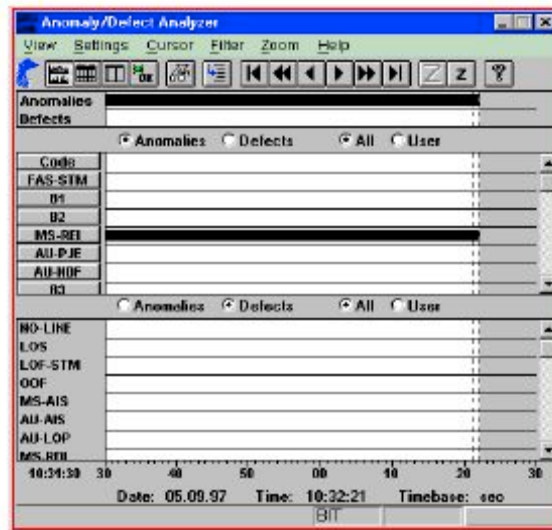 Anomaly/Defect Analyzer
View Settings Cursor Filter Zoom Help
Z z ?
Anomalies
Defects
Anomalies Defects All User
Code
FAS-STM
B1
B2
MS-REI
AU-PJE
AU-NDF
B3
Anomalies Defects All User
NO-LINE
LOS
LOF-STM
OOF
MS-AIS
AU-AIS
AU-LOP
MS-RDI
10:31:30 30 40 50 00 10 20 30
Date: 05.09.97 Time: 10:32:21 Timebase: sec
BIT